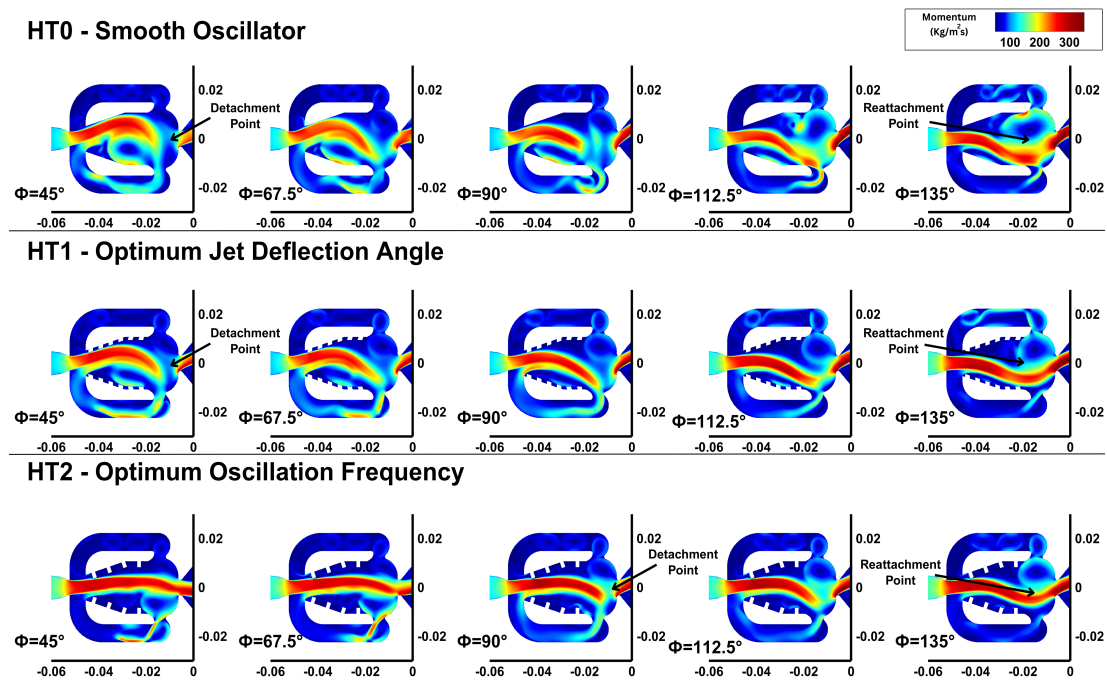 HT0 - Smooth Oscillator
Momentum
(Kg/m²s)
100 200 300
Detachment
Point
Reattachment
Point
0.02 0.02 0.02 0.02 0.02
0 0 0 0 0
-0.02 -0.02 -0.02 -0.02 -0.02
Φ=45° Φ=67.5° Φ=90° Φ=112.5° Φ=135°
-0.06 -0.04 -0.02 0 -0.06 -0.04 -0.02 0 -0.06 -0.04 -0.02 0 -0.06 -0.04 -0.02 0 -0.06 -0.04 -0.02 0
HT1 - Optimum Jet Deflection Angle
Detachment
Point
Reattachment
Point
0.02 0.02 0.02 0.02 0.02
0 0 0 0 0
-0.02 -0.02 -0.02 -0.02 -0.02
Φ=45° Φ=67.5° Φ=90° Φ=112.5° Φ=135°
-0.06 -0.04 -0.02 0 -0.06 -0.04 -0.02 0 -0.06 -0.04 -0.02 0 -0.06 -0.04 -0.02 0 -0.06 -0.04 -0.02 0
HT2 - Optimum Oscillation Frequency
Detachment
Point
Reattachment
Point
0.02 0.02 0.02 0.02 0.02
0 0 0 0 0
-0.02 -0.02 -0.02 -0.02 -0.02
Φ=45° Φ=67.5° Φ=90° Φ=112.5° Φ=135°
-0.06 -0.04 -0.02 0 -0.06 -0.04 -0.02 0 -0.06 -0.04 -0.02 0 -0.06 -0.04 -0.02 0 -0.06 -0.04 -0.02 0